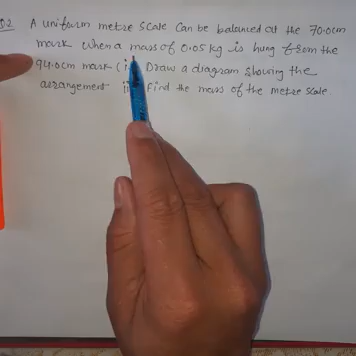 Q2 A uniform metre scale can be balanced at the 70.0cm
mark when a mass of 0.05 kg is hung from the
94.0cm mark (i) Draw a diagram showing the
arrangement ii find the mass of the metre scale.